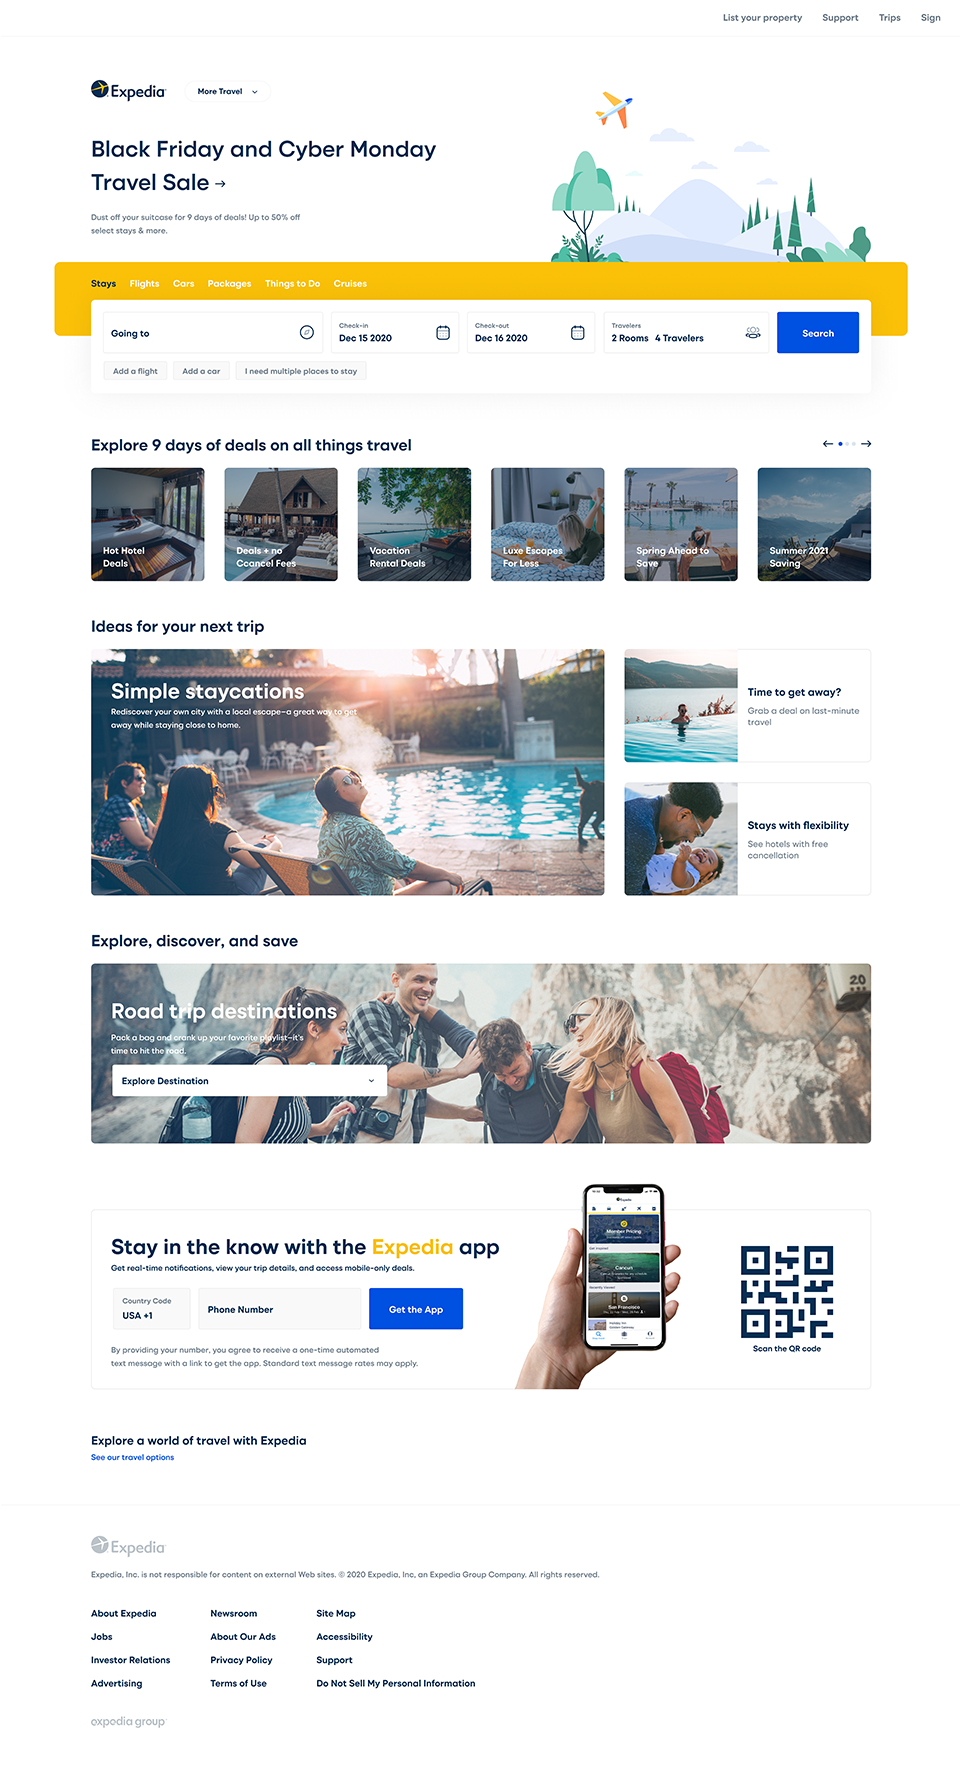 List your property Support Trips Sign
Expedia More Travel
Black Friday and Cyber Monday
Travel Sale →
Dust off your suitcase for 9 days of deals! Up to 50% off
select stays & more.
Stays Flights Cars Packages Things to Do Cruises
Going to
Check-in
Dec 15 2020
Check-out
Dec 16 2020
Travelers
2 Rooms 4 Travelers
Search
Add a flight Add a car I need multiple places to stay
Explore 9 days of deals on all things travel
Hot Hotel
Deals
Deals + no
Ccancel Fees
Vacation
Rental Deals
Luxe Escapes
For Less
Spring Ahead to
Save
Summer 2021
Saving
Ideas for your next trip
Simple staycations
Rediscover your own city with a local escape–a great way to get
away while staying close to home.
Time to get away?
Grab a deal on last-minute
travel
Stays with flexibility
See hotels with free
cancellation
Explore, discover, and save
Road trip destinations
Pack a bag and crank up your favorite playlist–it's
time to hit the road.
Explore Destination
20
Stay in the know with the Expedia app
Get real-time notifications, view your trip details, and access mobile-only deals.
Country Code
USA +1
Phone Number
Get the App
By providing your number, you agree to receive a one-time automated
text message with a link to get the app. Standard text message rates may apply.
Expedia
Member Pricing
Cancun
San Francisco
Scan the QR code
Explore a world of travel with Expedia
See our travel options
Expedia
Expedia, Inc. is not responsible for content on external Web sites. © 2020 Expedia, Inc, an Expedia Group Company. All rights reserved.
About Expedia Newsroom Site Map
Jobs About Our Ads Accessibility
Investor Relations Privacy Policy Support
Advertising Terms of Use Do Not Sell My Personal Information
expedia group